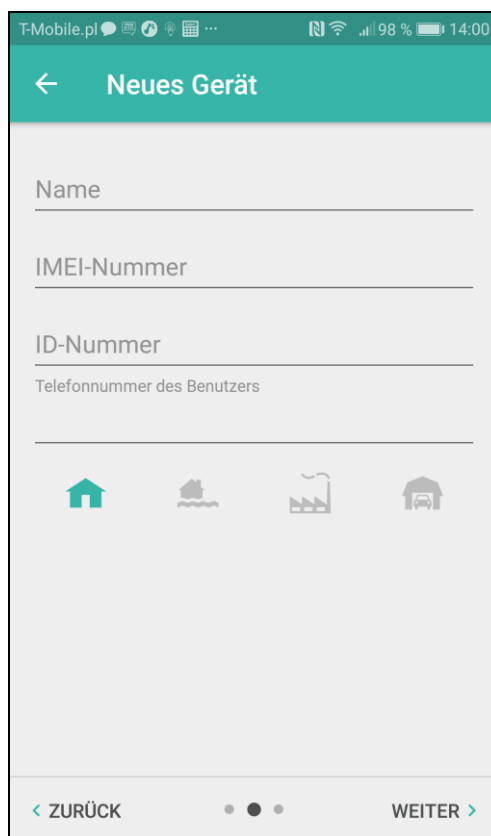 T-Mobile.pl ... 98 % 14:00
Neues Gerät
Name
IMEI-Nummer
ID-Nummer
Telefonnummer des Benutzers
< ZURÜCK WEITER >